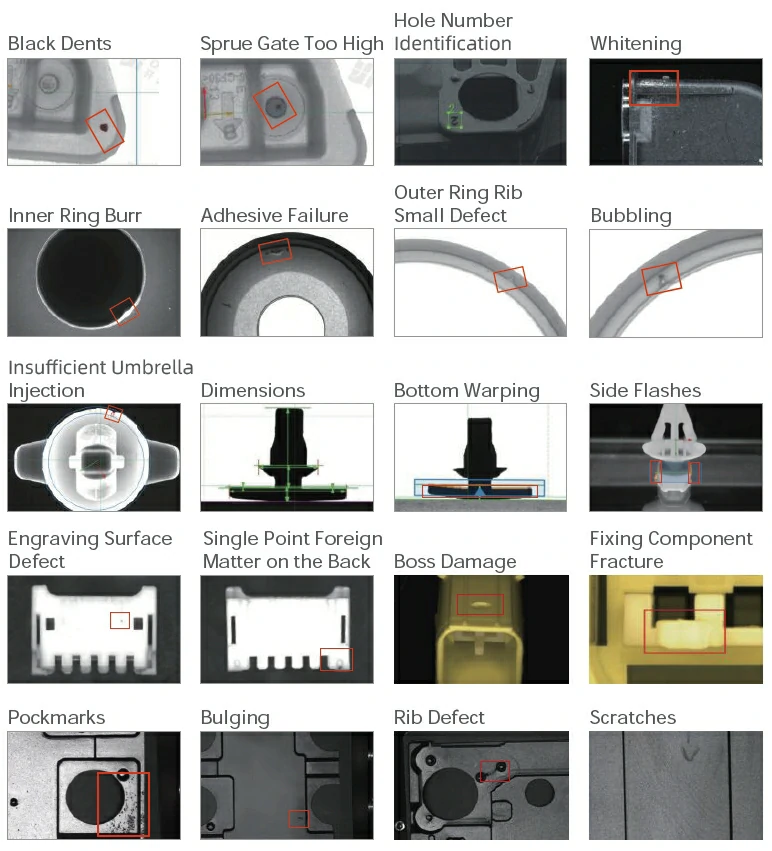 Black Dents
Sprue Gate Too High
Hole Number
Identification
Whitening
Inner Ring Burr
Adhesive Failure
Outer Ring Rib
Small Defect
Bubbling
Insufficient Umbrella
Injection
Dimensions
Bottom Warping
Side Flashes
Engraving Surface
Defect
Single Point Foreign
Matter on the Back
Boss Damage
Fixing Component
Fracture
Pockmarks
Bulging
Rib Defect
Scratches